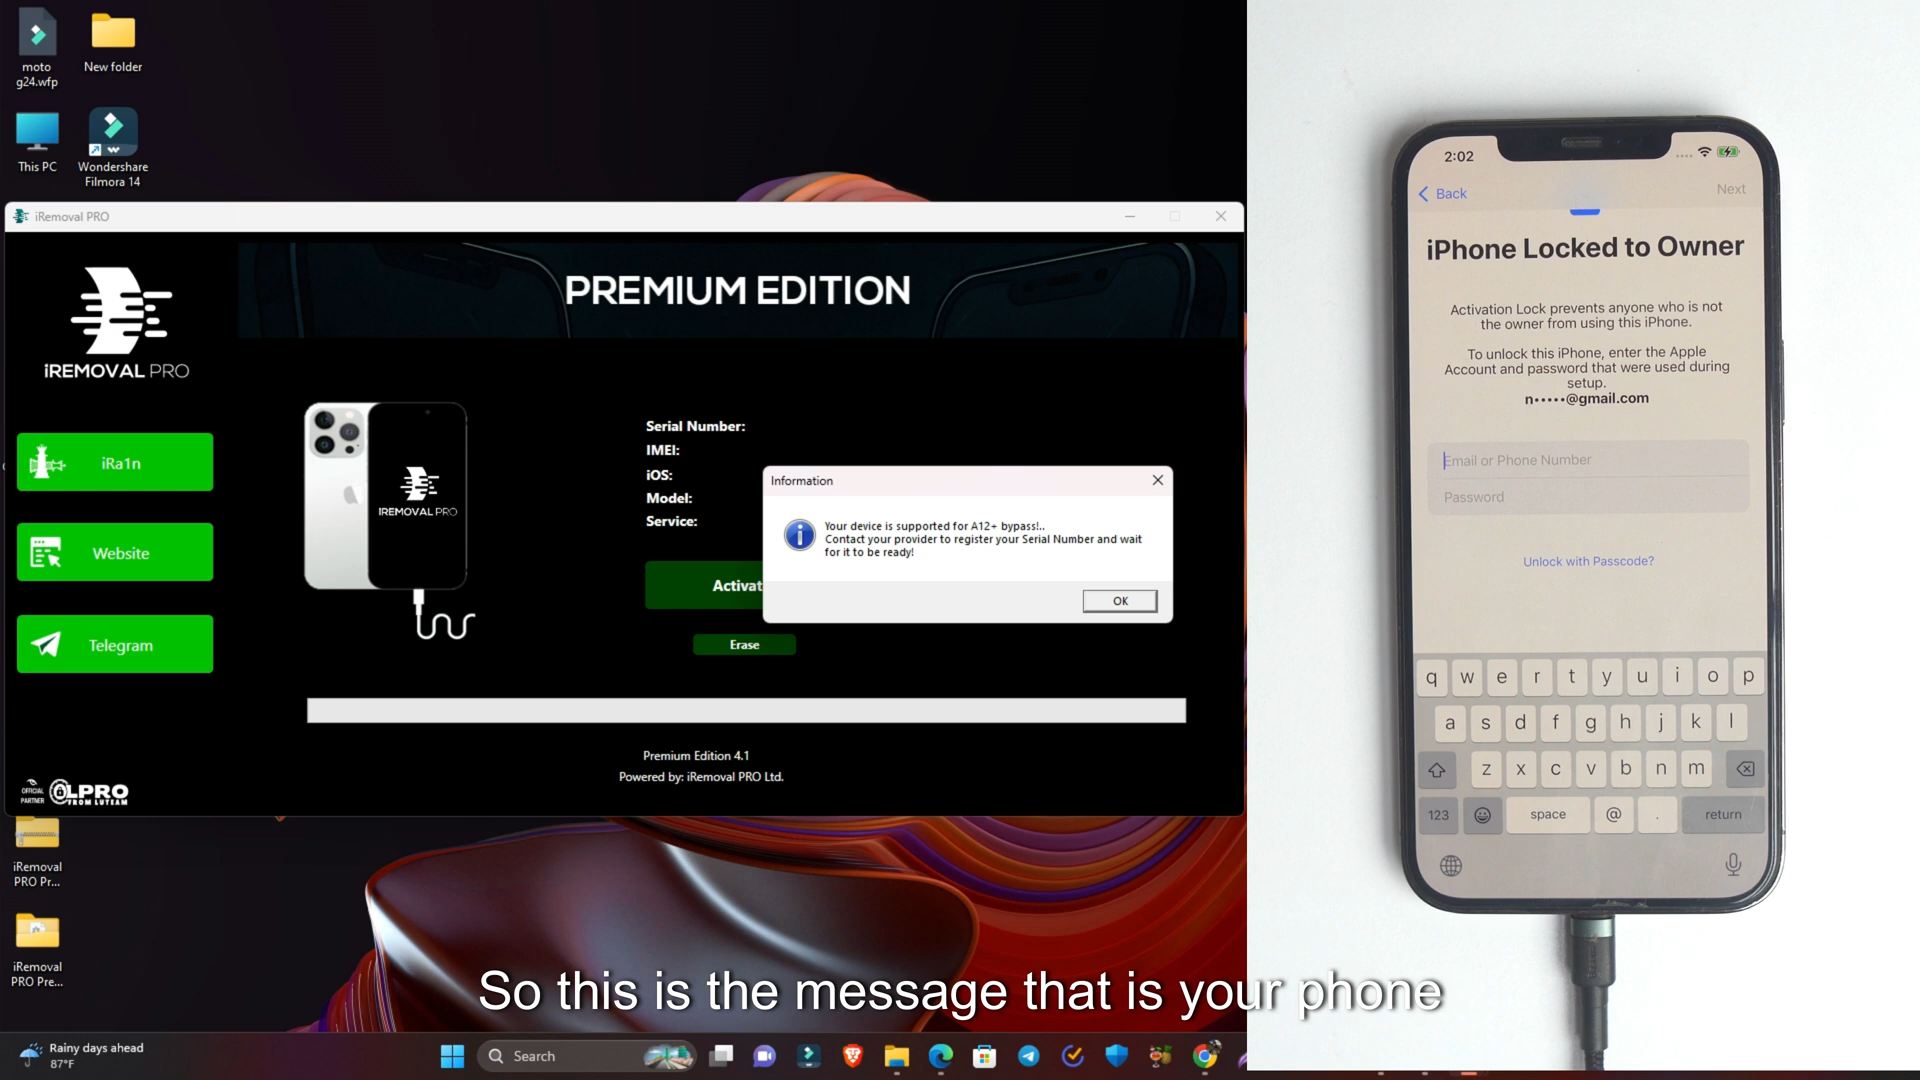 moto
g24.wfp
New folder
This PC
Wondershare
Filmora 14
iRemoval PRO
PREMIUM EDITION
iREMOVAL PRO
iRa1n
Website
Telegram
IREMOVAL PRO
Serial Number:
IMEI:
iOS:
Model:
Service:
Activat
Erase
Information
Your device is supported for A12+ bypass!..
Contact your provider to register your Serial Number and wait
for it to be ready!
OK
Premium Edition 4.1
Powered by: iRemoval PRO Ltd.
OFFICIAL
PARTNER
LPRO
FROM LUTEAM
iRemoval
PRO Pr...
iRemoval
PRO Pre...
2:02
Back
Next
iPhone Locked to Owner
Activation Lock prevents anyone who is not
the owner from using this iPhone.
To unlock this iPhone, enter the Apple
Account and password that were used during
setup.
n•••••@gmail.com
Email or Phone Number
Password
Unlock with Passcode?
q w e r t y u i o p
a s d f g h j k l
z x c v b n m
123 space @ . return
So this is the message that is your phone
Rainy days ahead
87°F
Search